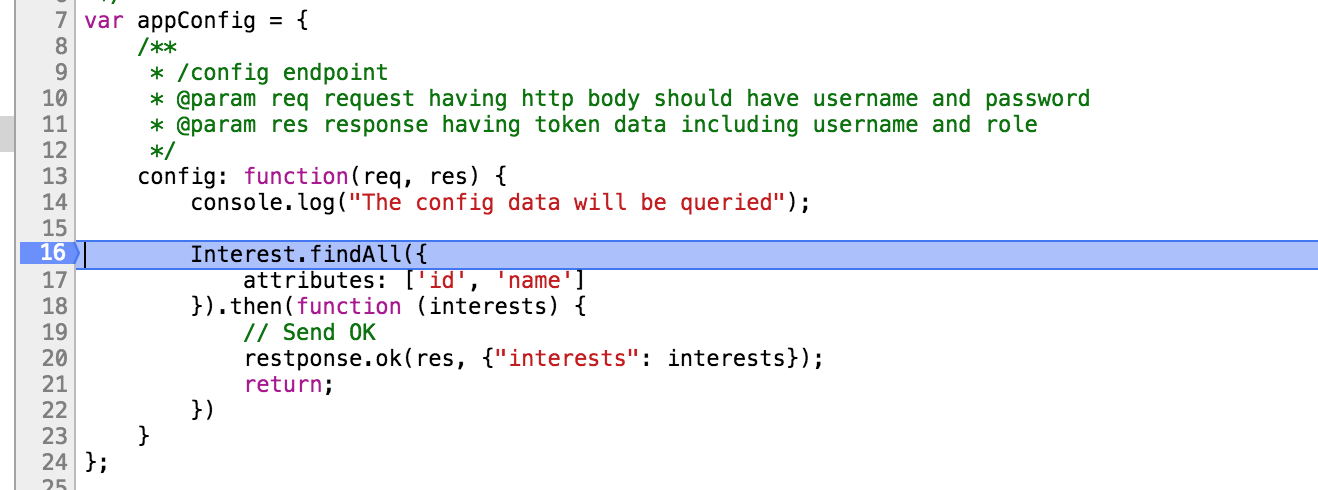 7 var appConfig = {
8 /**
9 * /config endpoint
10 * @param req request having http body should have username and password
11 * @param res response having token data including username and role
12 */
13 config: function(req, res) {
14 console.log("The config data will be queried");
15
16 Interest.findAll({
17 attributes: ['id', 'name']
18 }).then(function (interests) {
19 // Send OK
20 restponse.ok(res, {"interests": interests});
21 return;
22 })
23 }
24 };
25